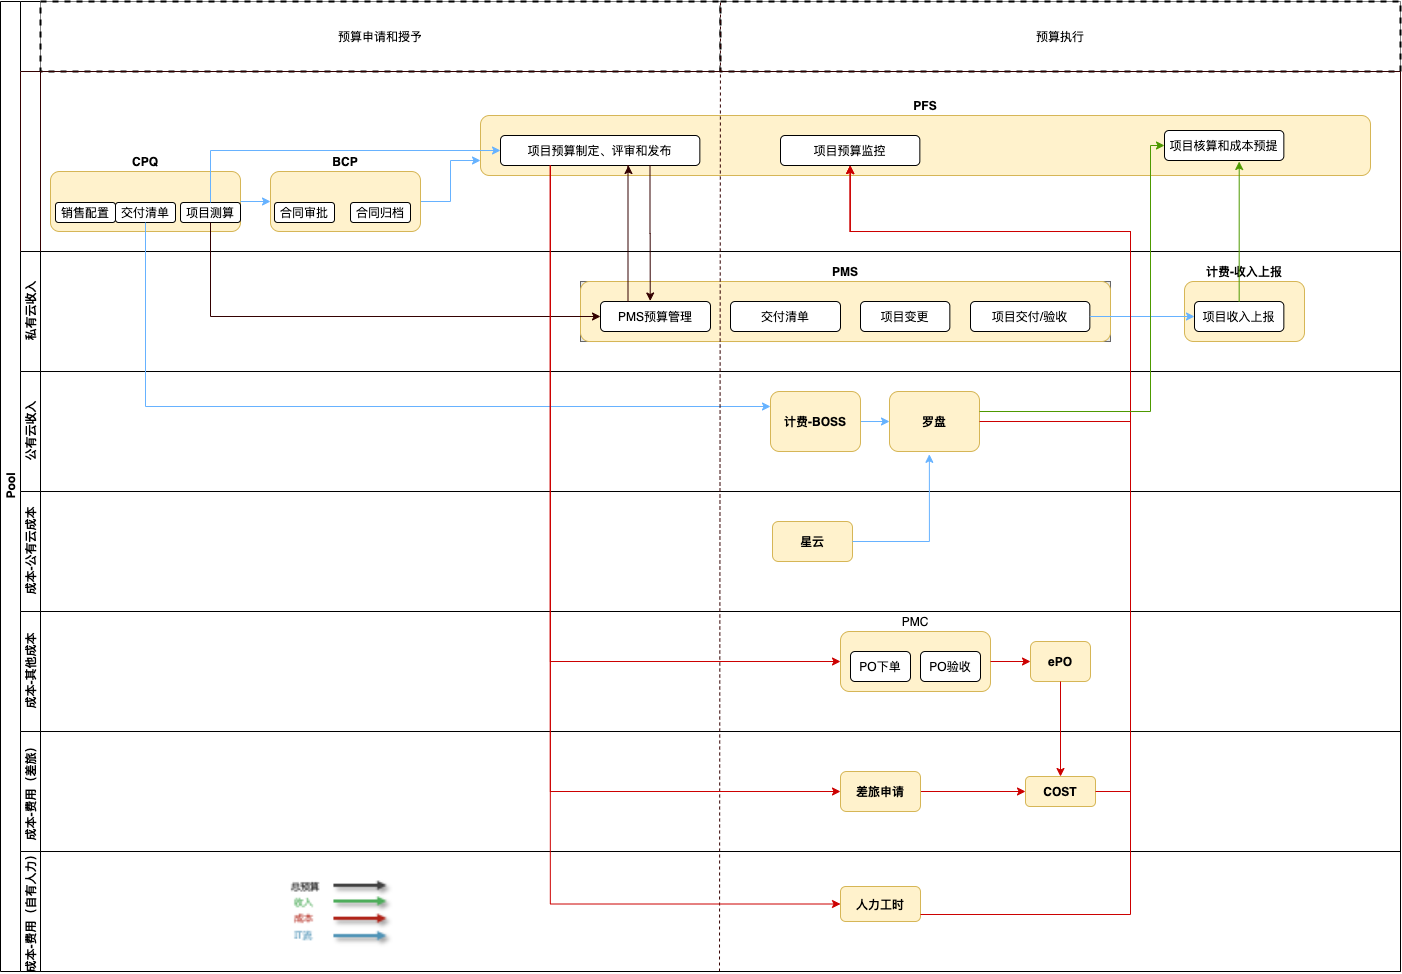 预算申请和授予
预算执行
PFS
项目预算制定、评审和发布
项目预算监控
项目核算和成本预提
CPQ
BCP
销售配置
交付清单
项目测算
合同审批
合同归档
私有云收入
PMS
计费-收入上报
PMS预算管理
交付清单
项目变更
项目交付/验收
项目收入上报
公有云收入
计费-BOSS
罗盘
Pool
成本-公有云成本
星云
成本-其他成本
PMC
PO下单
PO验收
ePO
成本-费用（差旅）
差旅申请
COST
成本-费用（自有人力）
人力工时
总预算
收入
成本
IT流